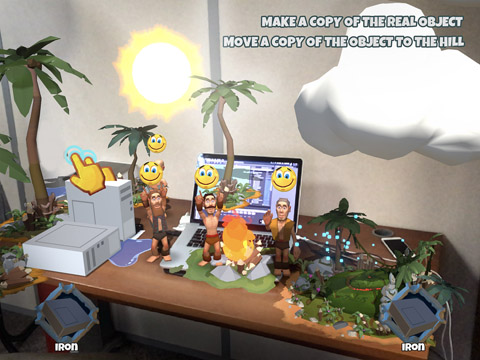 MAKE A COPY OF THE REAL OBJECT
MOVE A COPY OF THE OBJECT TO THE HILL
IRON
IRON